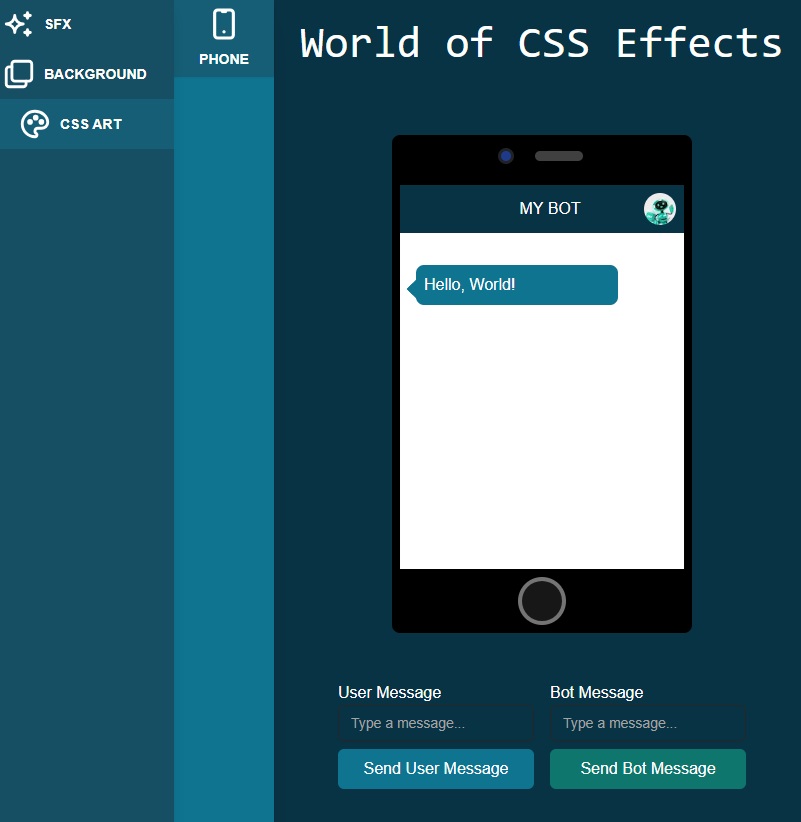 SFX
BACKGROUND
CSS ART
PHONE
World of CSS Effects
MY BOT
Hello, World!
User Message
Type a message...
Send User Message
Bot Message
Type a message...
Send Bot Message